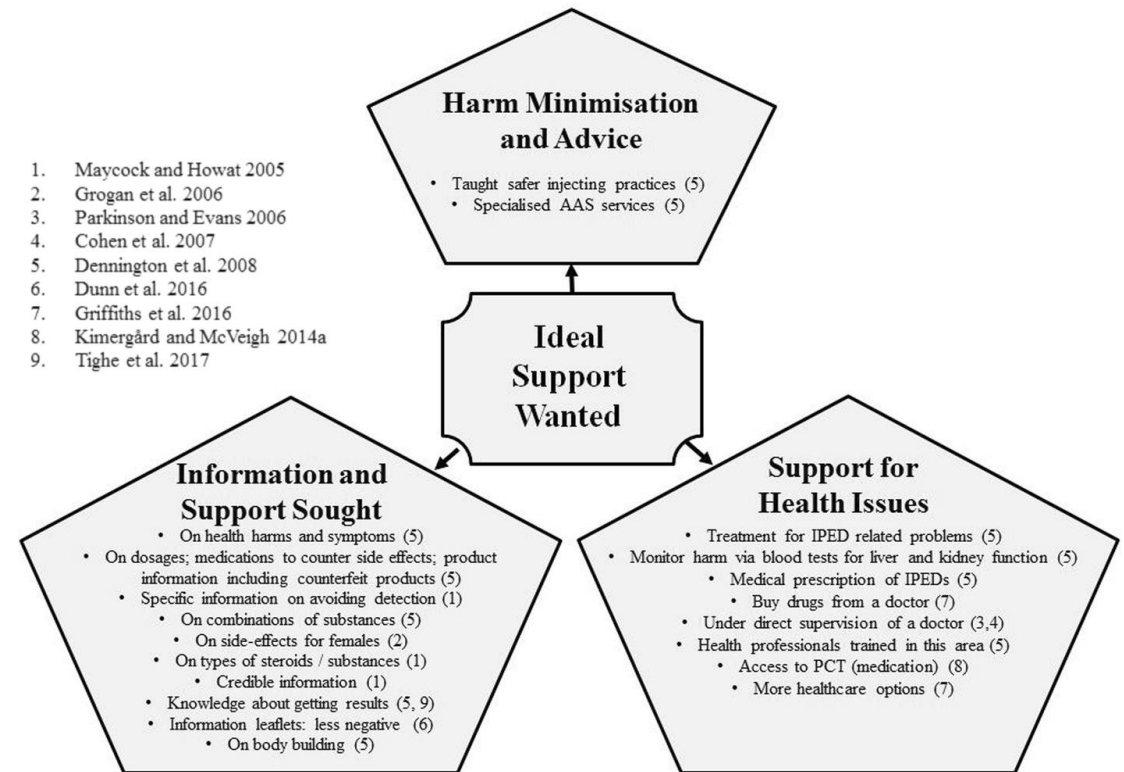 Harm Minimisation
and Advice
• Taught safer injecting practices (5)
• Specialised AAS services (5)
1. Maycock and Howat 2005
2. Grogan et al. 2006
3. Parkinson and Evans 2006
4. Cohen et al. 2007
5. Dennington et al. 2008
6. Dunn et al. 2016
7. Griffiths et al. 2016
8. Kimergård and McVeigh 2014a
9. Tighe et al. 2017
Ideal
Support
Wanted
Information and
Support Sought
• On health harms and symptoms (5)
• On dosages; medications to counter side effects; product
information including counterfeit products (5)
• Specific information on avoiding detection (1)
• On combinations of substances (5)
• On side-effects for females (2)
• On types of steroids / substances (1)
• Credible information (1)
• Knowledge about getting results (5, 9)
• Information leaflets: less negative (6)
• On body building (5)
Support for
Health Issues
• Treatment for IPED related problems (5)
• Monitor harm via blood tests for liver and kidney function (5)
• Medical prescription of IPEDs (5)
• Buy drugs from a doctor (7)
• Under direct supervision of a doctor (3,4)
• Health professionals trained in this area (5)
• Access to PCT (medication) (8)
• More healthcare options (7)